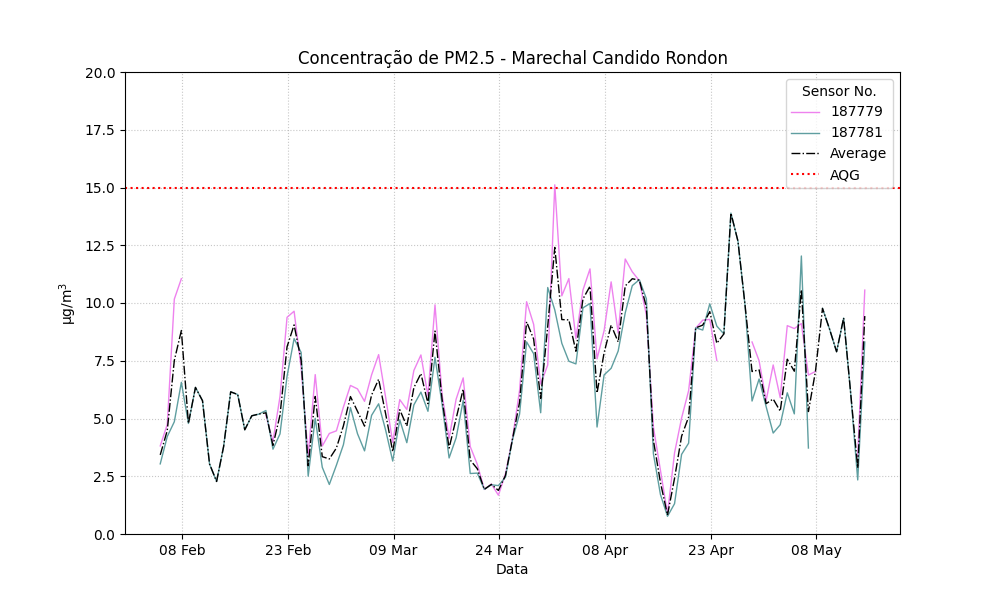 Concentração de PM2.5 - Marechal Candido Rondon
20.0
17.5
15.0
12.5
10.0
7.5
5.0
2.5
0.0
µg/m³
Sensor No.
187779
187781
Average
AQG
08 Feb
23 Feb
09 Mar
24 Mar
08 Apr
23 Apr
08 May
Data